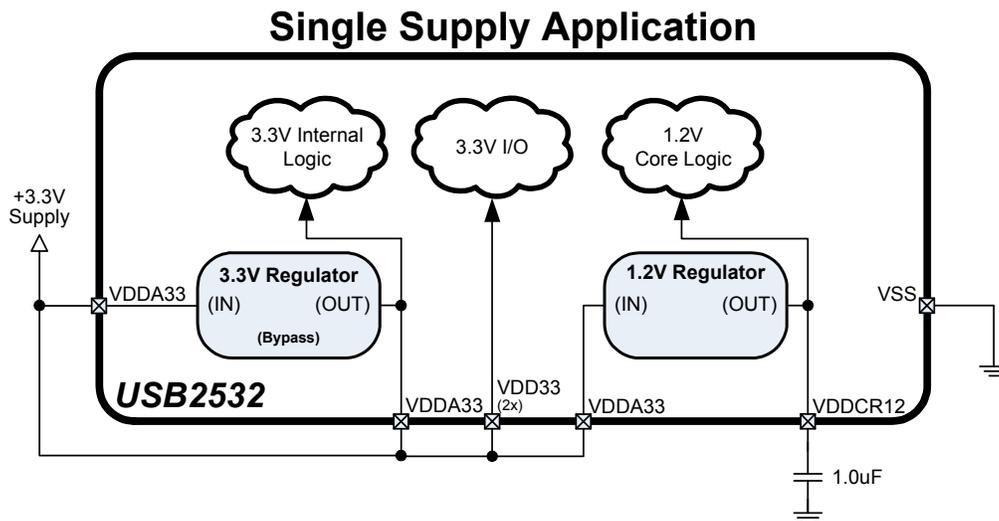 Single Supply Application
3.3V Internal
Logic
3.3V I/O
1.2V
Core Logic
+3.3V
Supply
VDDA33
3.3V Regulator
(IN)
(OUT)
(Bypass)
1.2V Regulator
(IN)
(OUT)
VSS
USB2532
VDDA33
VDD33
(2x)
VDDA33
VDDCR12
1.0uF